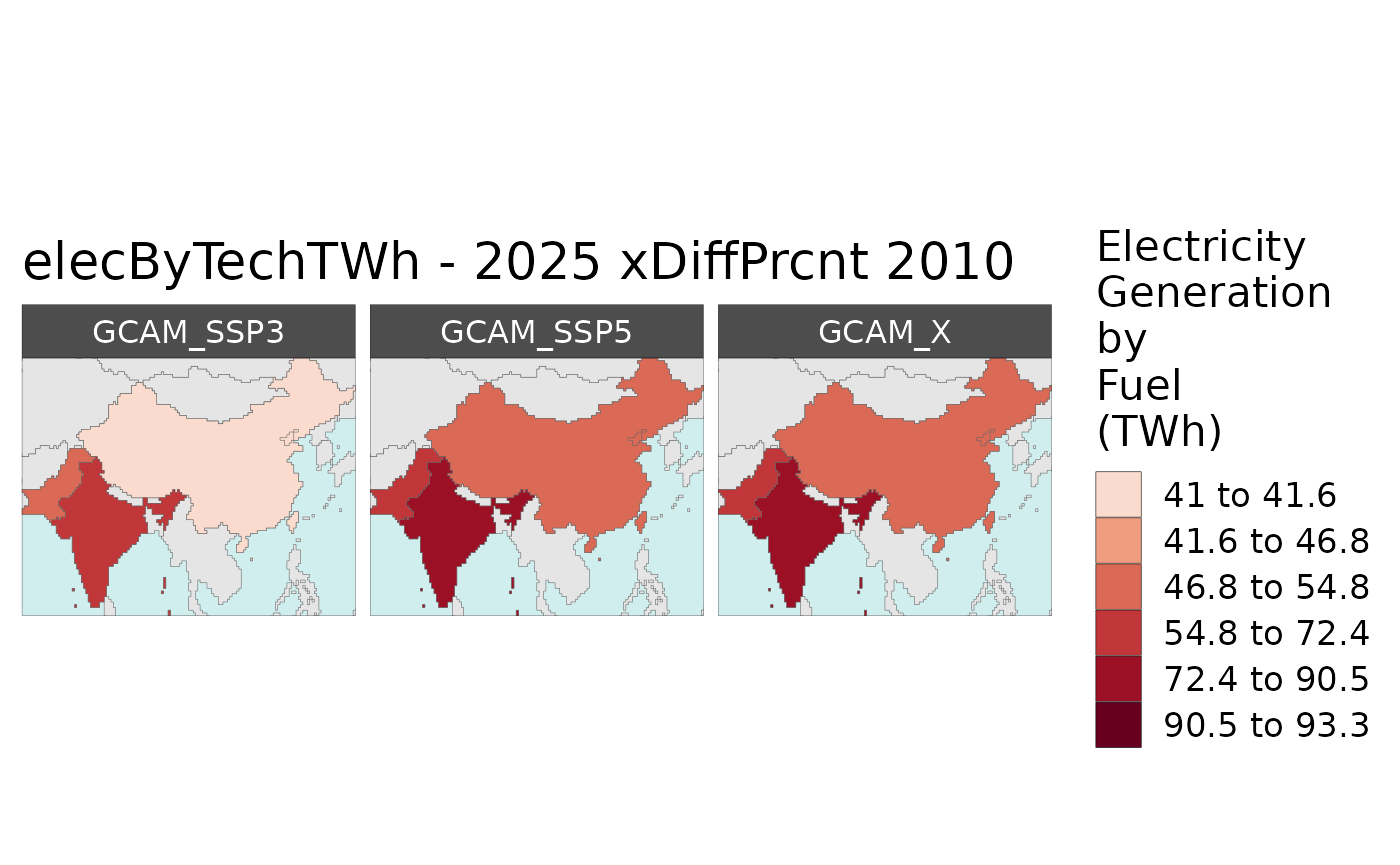 elecByTechTWh - 2025 xDiffPrcnt 2010
GCAM_SSP3
GCAM_SSP5
GCAM_X
Electricity
Generation
by
Fuel
(TWh)
41 to 41.6
41.6 to 46.8
46.8 to 54.8
54.8 to 72.4
72.4 to 90.5
90.5 to 93.3